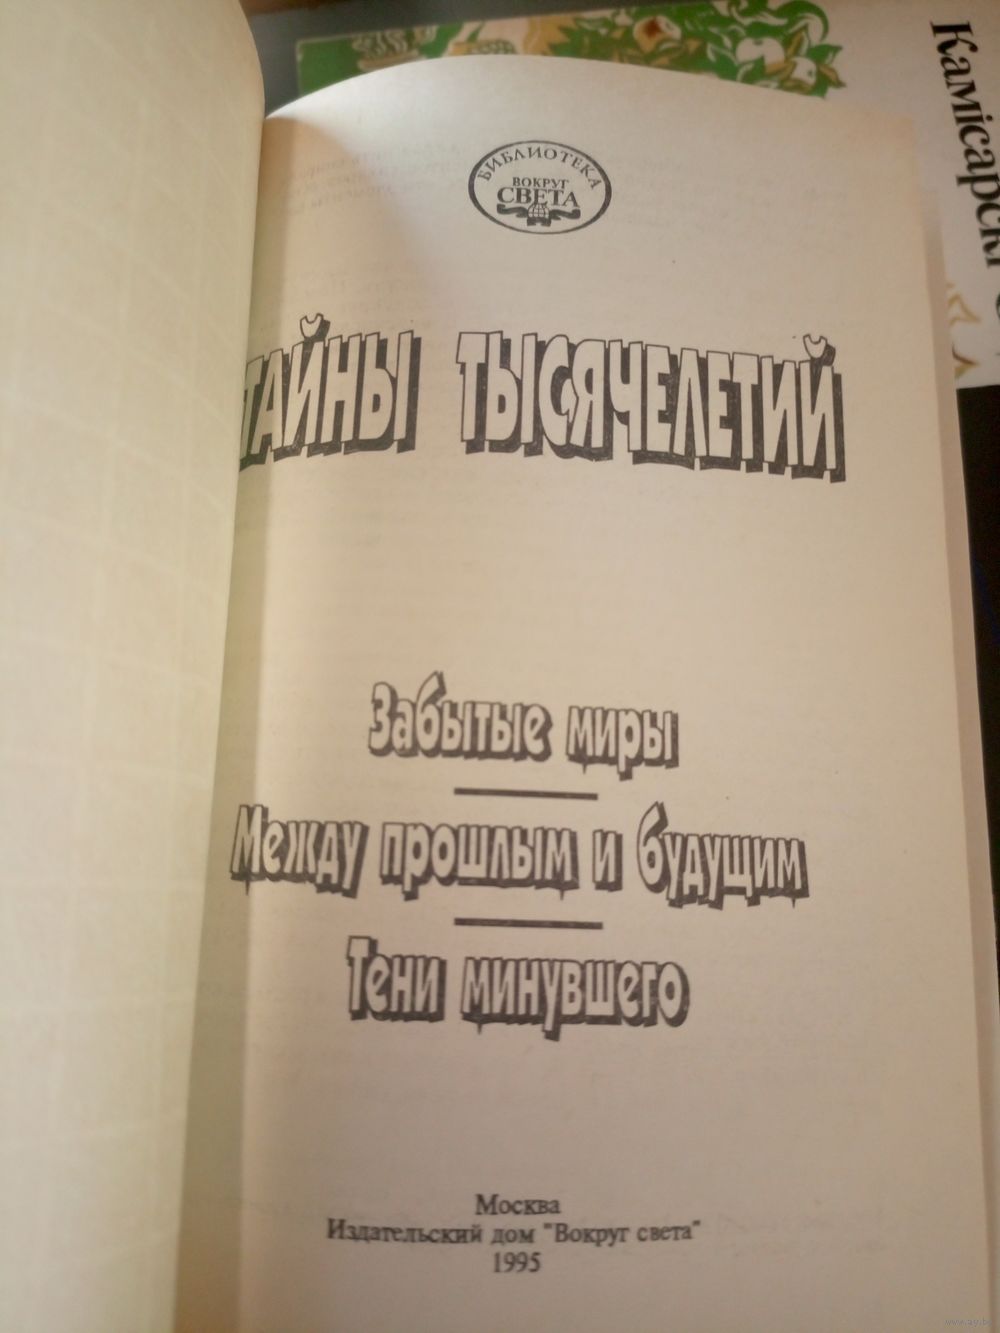 БИБЛИОТЕКА
ВОКРУГ
СВЕТА
ТАЙНЫ ТЫСЯЧЕЛЕТИЙ
Забытые миры
Между прошлым и будущим
Тени минувшего
Москва
Издательский дом "Вокруг света"
1995
Камісарскі